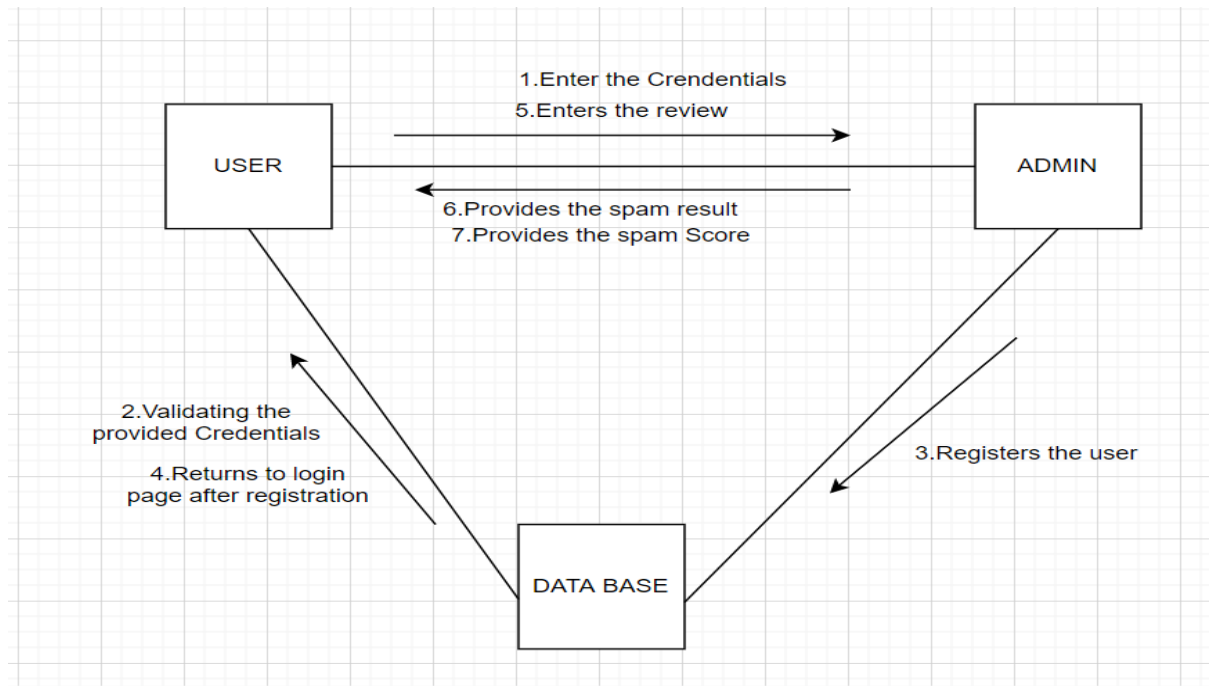 1.Enter the Crendentials
5.Enters the review
USER
ADMIN
6.Provides the spam result
7.Provides the spam Score
2.Validating the
provided Credentials
4.Returns to login
page after registration
3.Registers the user
DATA BASE